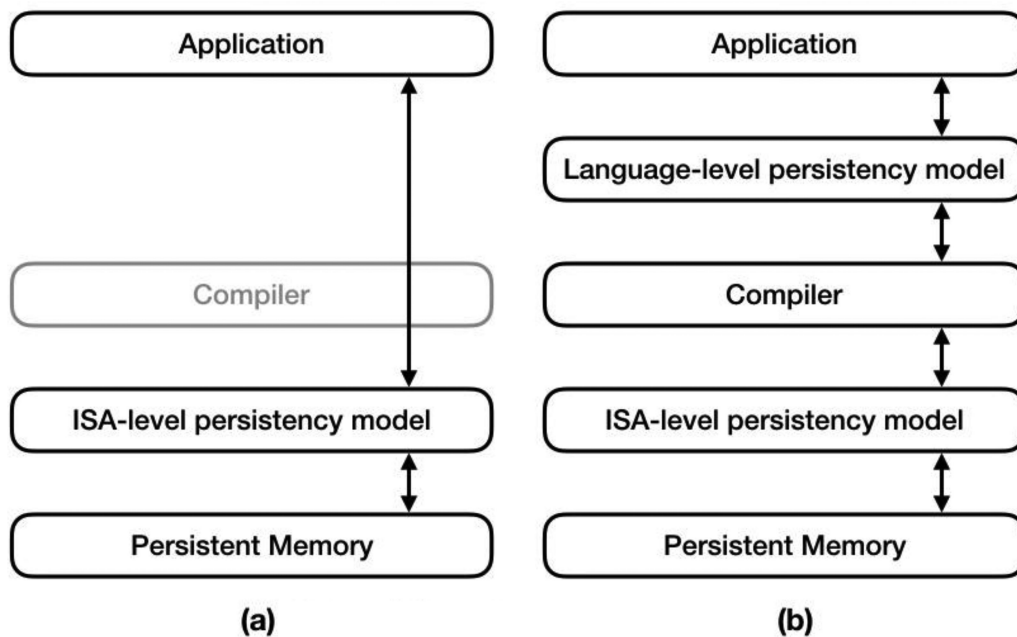 Application
Compiler
ISA-level persistency model
Persistent Memory
(a)
Application
Language-level persistency model
Compiler
ISA-level persistency model
Persistent Memory
(b)